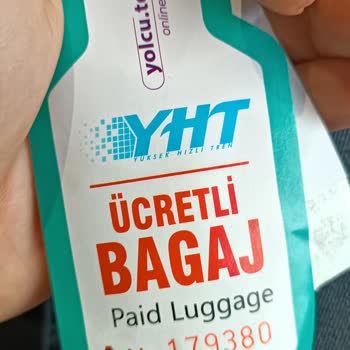 yolcu.t
online
YHT
YÜKSEK HIZLI TREN
ÜCRETLİ
BAGAJ
Paid Luggage
179380